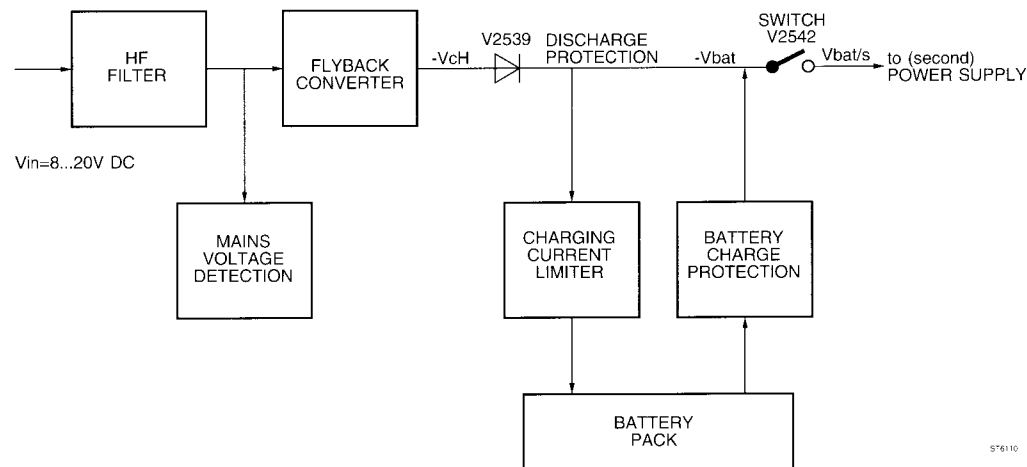 SWITCH
V2542
V2539
DISCHARGE
PROTECTION
HF
FILTER
FLYBACK
CONVERTER
-VcH
-Vbat
Vbat/s
to (second)
POWER SUPPLY
Vin=8...20V DC
MAINS
VOLTAGE
DETECTION
CHARGING
CURRENT
LIMITER
BATTERY
CHARGE
PROTECTION
BATTERY
PACK
ST6110